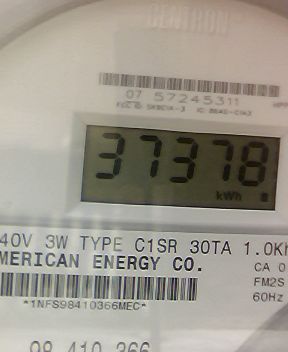 CENTRON
07 57245311
37378
kWh
40V 3W TYPE C1SR 30TA 1.0Kh
MERICAN ENERGY CO.
CA 0
FM2S
60Hz
*1NFS98410366MEC*
98 410 366